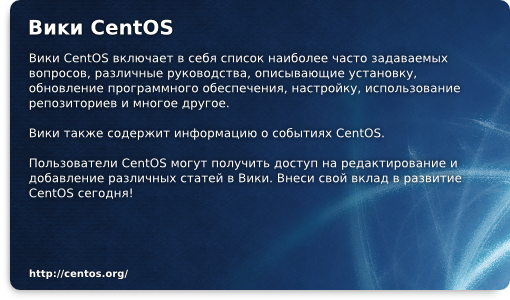 Вики CentOS
Вики CentOS включает в себя список наиболее часто задаваемых
вопросов, различные руководства, описывающие установку,
обновление программного обеспечения, настройку, использование
репозиториев и многое другое.
Вики также содержит информацию о событиях CentOS.
Пользователи CentOS могут получить доступ на редактирование и
добавление различных статей в Вики. Внеси свой вклад в развитие
CentOS сегодня!
http://centos.org/